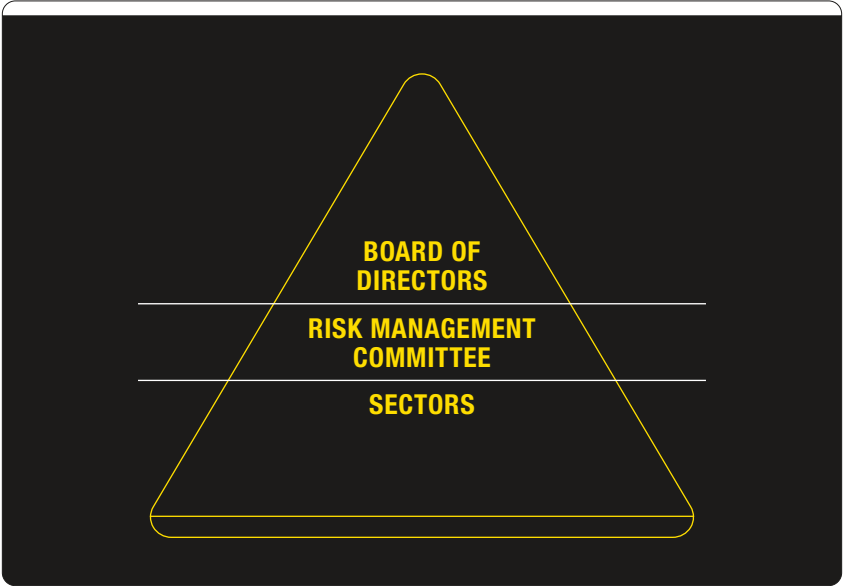 BOARD OF
DIRECTORS
RISK MANAGEMENT
COMMITTEE
SECTORS